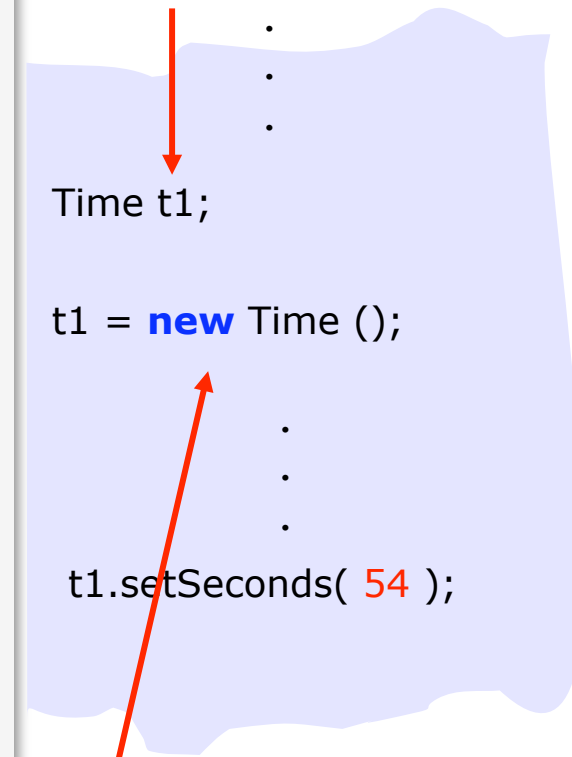 .
.
.
Time t1;
t1 = new Time ();
.
.
.
t1.setSeconds( 54 );